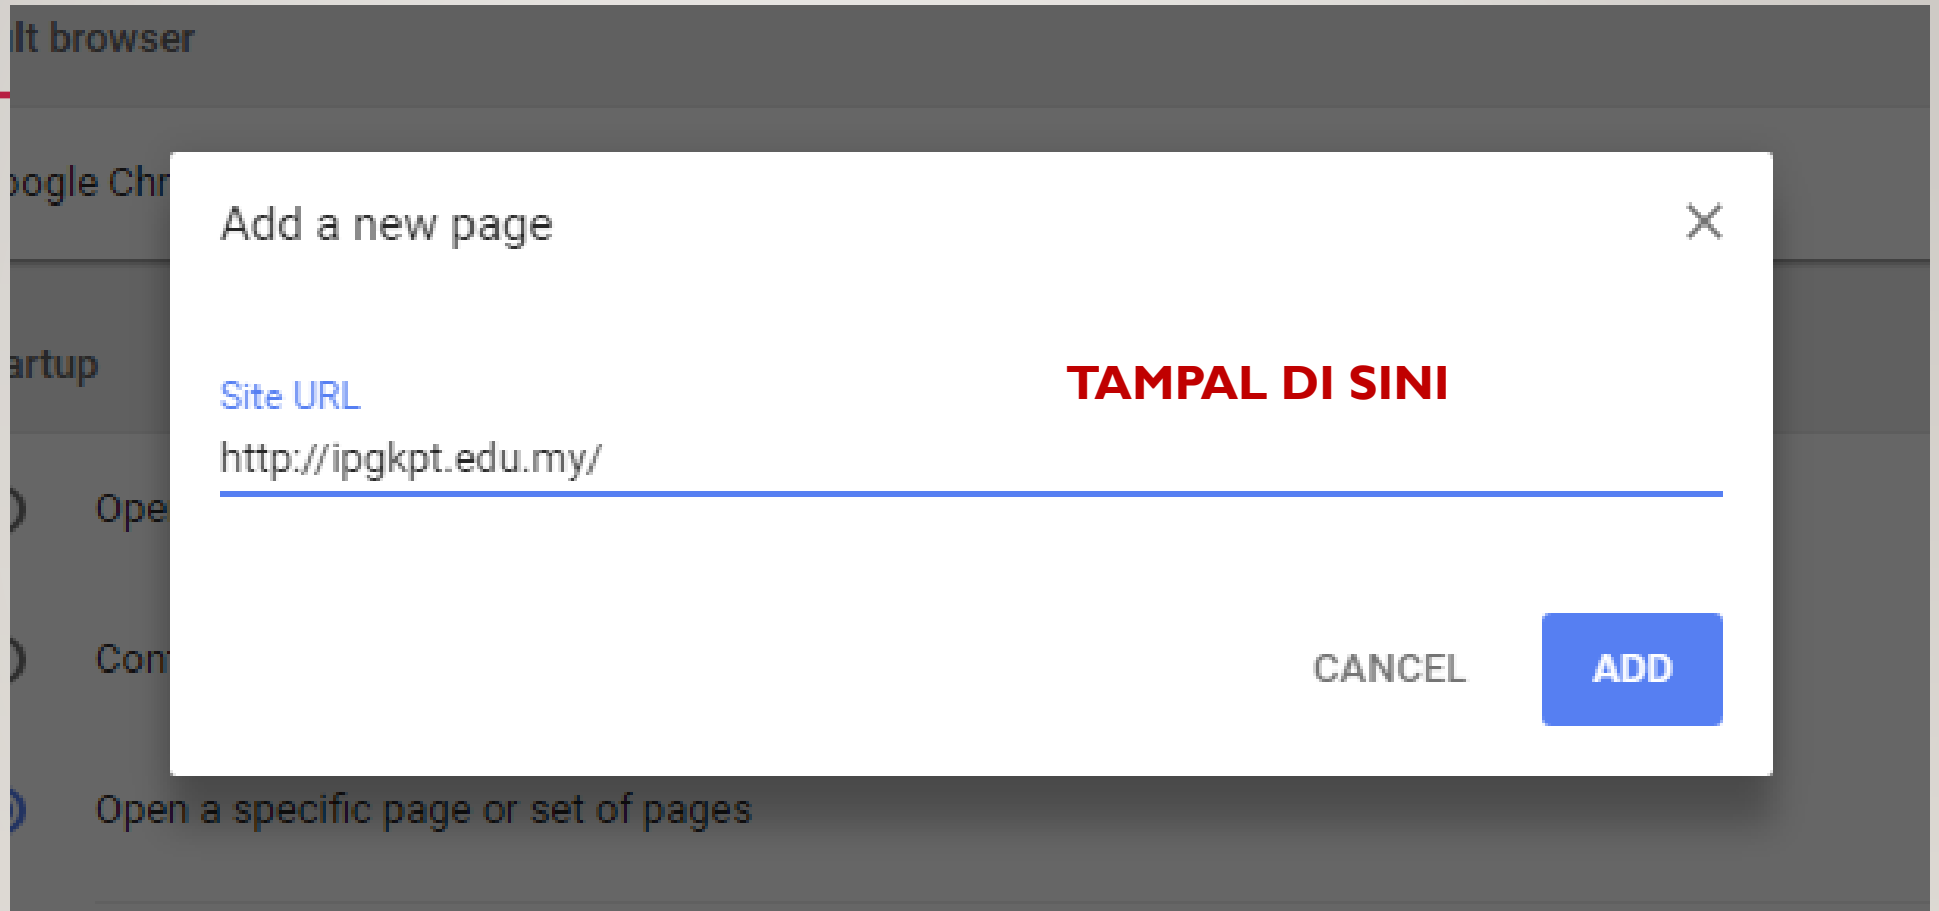 lt browser
ogle Chr
Add a new page
artup
TAMPAL DI SINI
Site URL
http://ipgkpt.edu.my/
Ope
Con
CANCEL
ADD
Open a specific page or set of pages